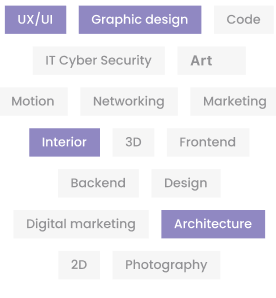 UX/UI Graphic design Code
IT Cyber Security Art
Motion Networking Marketing
Interior 3D Frontend
Backend Design
Digital marketing Architecture
2D Photography